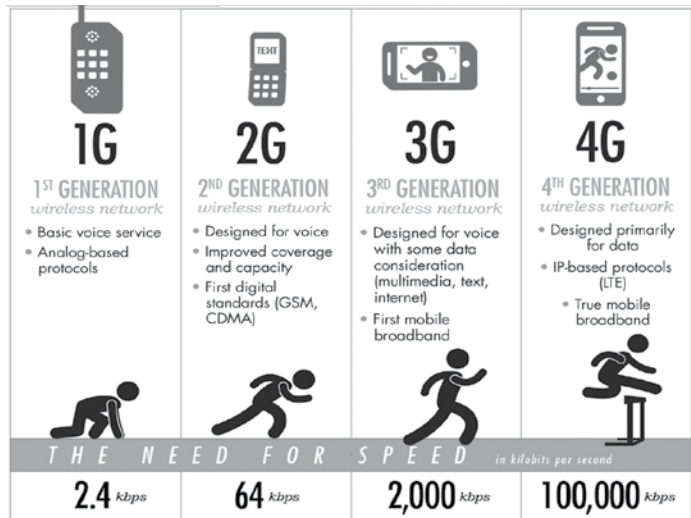 TEXT
1G
1ST GENERATION
wireless network
• Basic voice service
• Analog-based
protocols
2G
2ND GENERATION
wireless network
• Designed for voice
• Improved coverage
and capacity
• First digital
standards (GSM,
CDMA)
3G
3RD GENERATION
wireless network
• Designed for voice
with some data
consideration
(multimedia, text,
internet)
• First mobile
broadband
4G
4TH GENERATION
wireless network
• Designed primarily
for data
• IP-based protocols
(LTE)
• True mobile
broadband
THE NEED FOR SPEED in kilobits per second
2.4 kbps
64 kbps
2,000 kbps
100,000 kbps